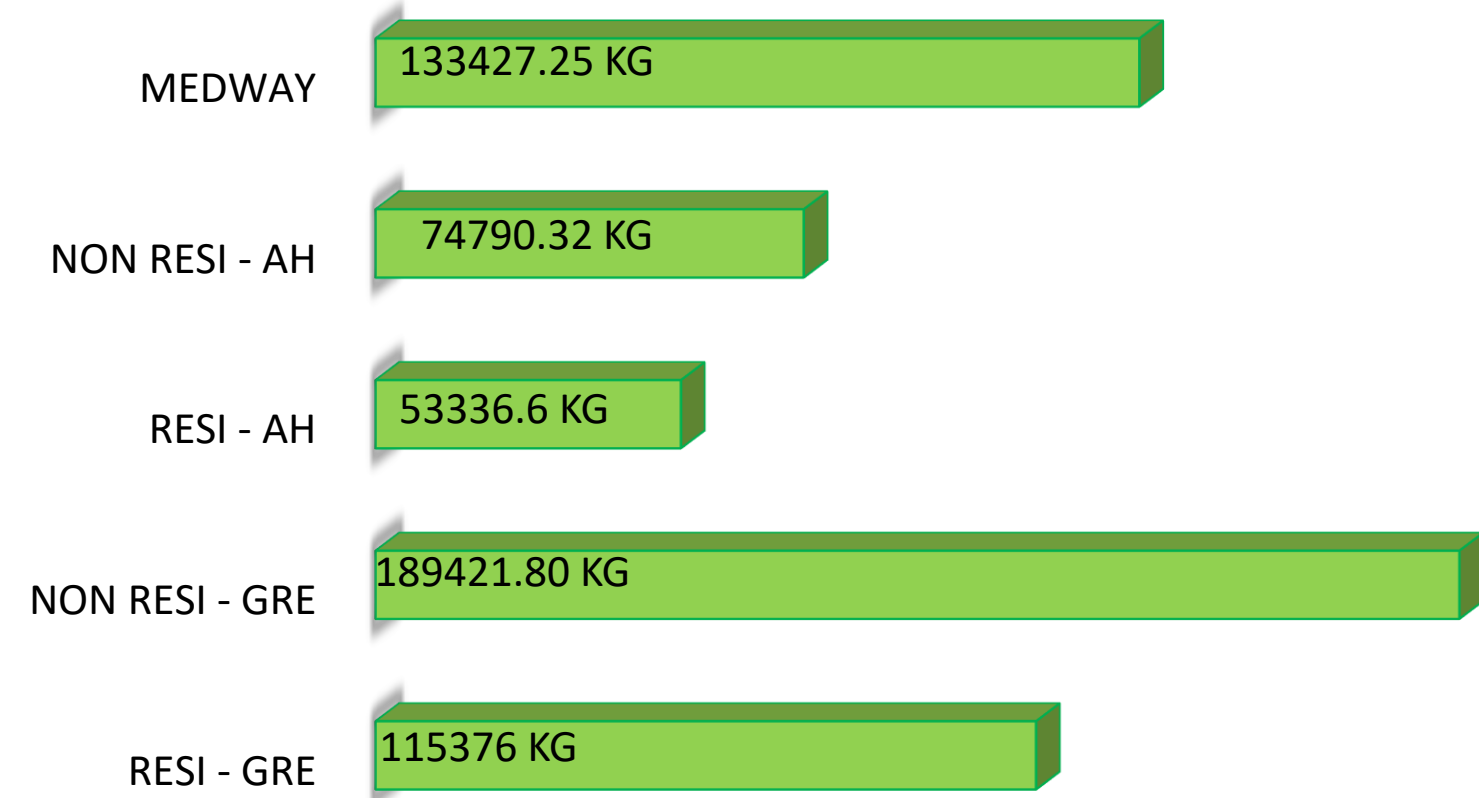 MEDWAY 133427.25 KG
NON RESI - AH 74790.32 KG
RESI - AH 53336.6 KG
NON RESI - GRE 189421.80 KG
RESI - GRE 115376 KG